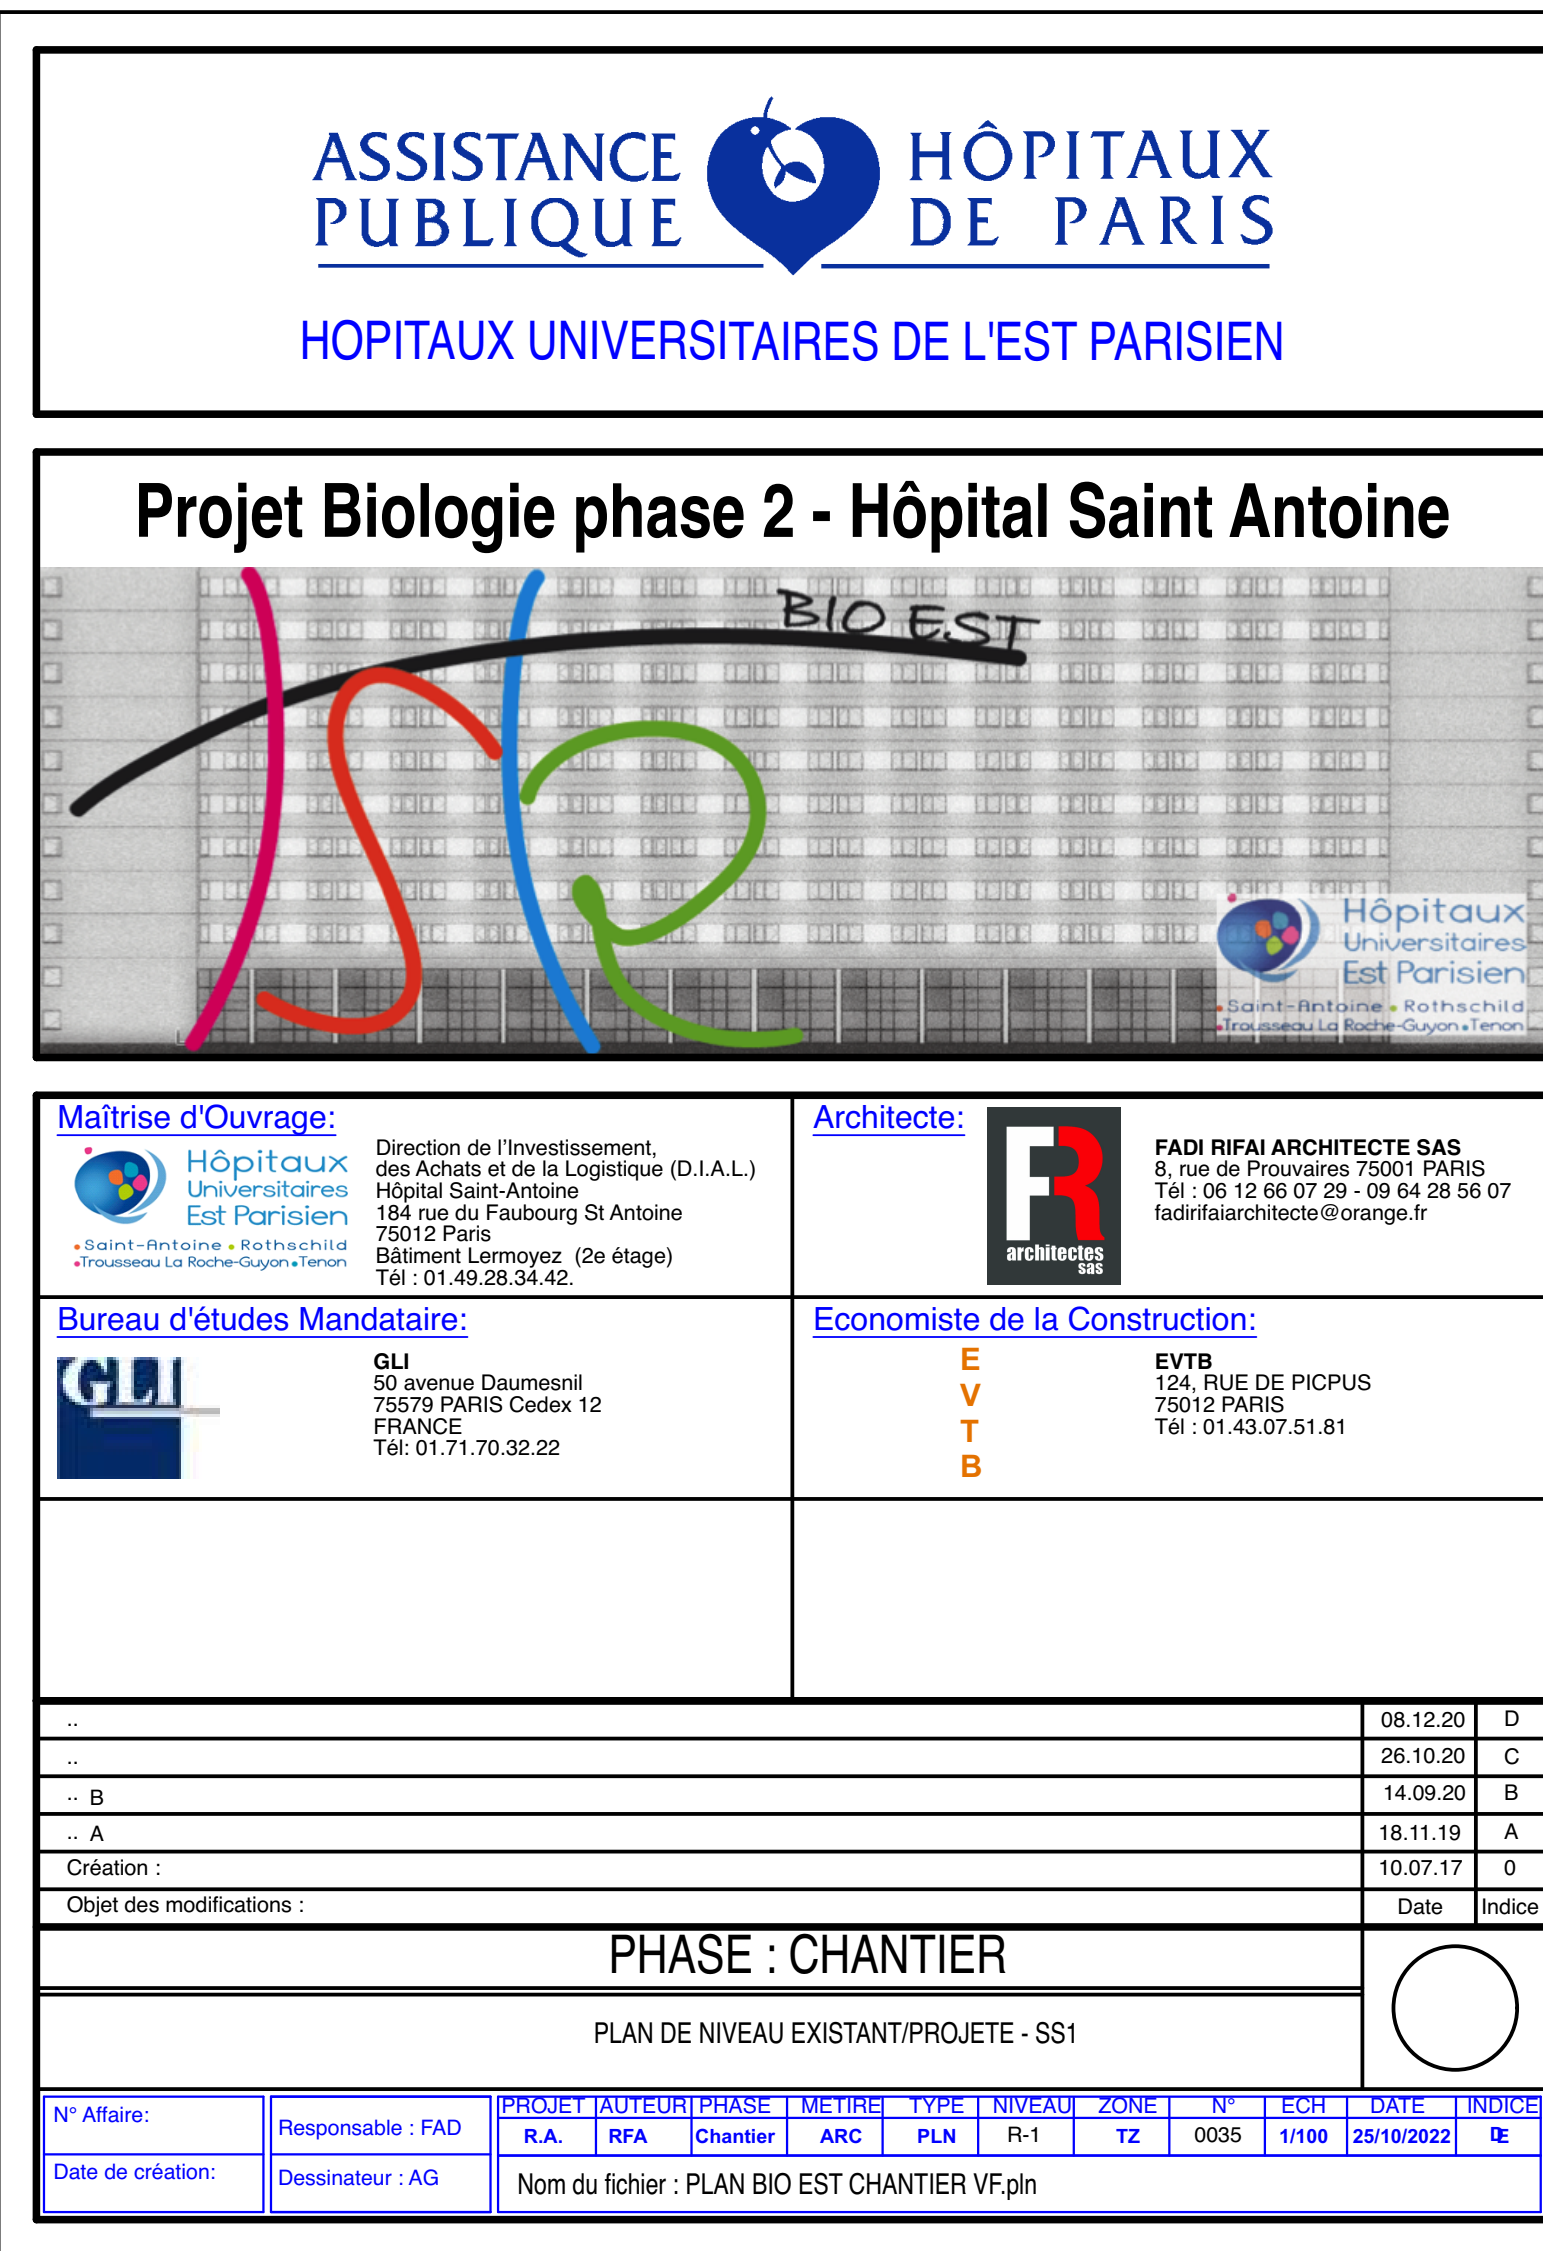 ASSISTANCE HÔPITAUX
PUBLIQUE DE PARIS
HOPITAUX UNIVERSITAIRES DE L'EST PARISIEN
Projet Biologie phase 2 - Hôpital Saint Antoine
BIO EST
Hôpitaux
Universitaires
Est Parisien
Saint-Antoine Rothschild
Trousseau La Roche-Guyon Tenon
Maîtrise d'Ouvrage:
Hôpitaux
Universitaires
Est Parisien
Saint-Antoine Rothschild
Trousseau La Roche-Guyon Tenon
Direction de l'Investissement,
des Achats et de la Logistique (D.I.A.L.)
Hôpital Saint-Antoine
184 rue du Faubourg St Antoine
75012 Paris
Bâtiment Lermoyez (2e étage)
Tél : 01.49.28.34.42.
Architecte:
FR
architectes
sas
FADI RIFAI ARCHITECTE SAS
8, rue de Prouvaires 75001 PARIS
Tél : 06 12 66 07 29 - 09 64 28 56 07
fadirifaiarchitecte@orange.fr
Bureau d'études Mandataire:
GLI
GLI
50 avenue Daumesnil
75579 PARIS Cedex 12
FRANCE
Tél: 01.71.70.32.22
Economiste de la Construction:
E
V
T
B
EVTB
124, RUE DE PICPUS
75012 PARIS
Tél : 01.43.07.51.81
.. 08.12.20 D
.. 26.10.20 C
.. B 14.09.20 B
.. A 18.11.19 A
Création : 10.07.17 0
Objet des modifications : Date Indice
PHASE : CHANTIER
PLAN DE NIVEAU EXISTANT/PROJETE - SS1
N° Affaire:
Date de création:
Responsable : FAD
Dessinateur : AG
PROJET AUTEUR PHASE METIRE TYPE NIVEAU ZONE N° ECH DATE INDICE
R.A. RFA Chantier ARC PLN R-1 TZ 0035 1/100 25/10/2022
Nom du fichier : PLAN BIO EST CHANTIER VF.pln